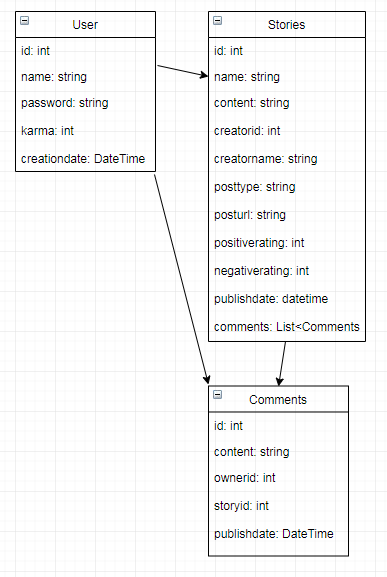 User
id: int
name: string
password: string
karma: int
creationdate: DateTime
Stories
id: int
name: string
content: string
creatorid: int
creatorname: string
posttype: string
posturl: string
positiverating: int
negativerating: int
publishdate: datetime
comments: List<Comments
Comments
id: int
content: string
ownerid: int
storyid: int
publishdate: DateTime